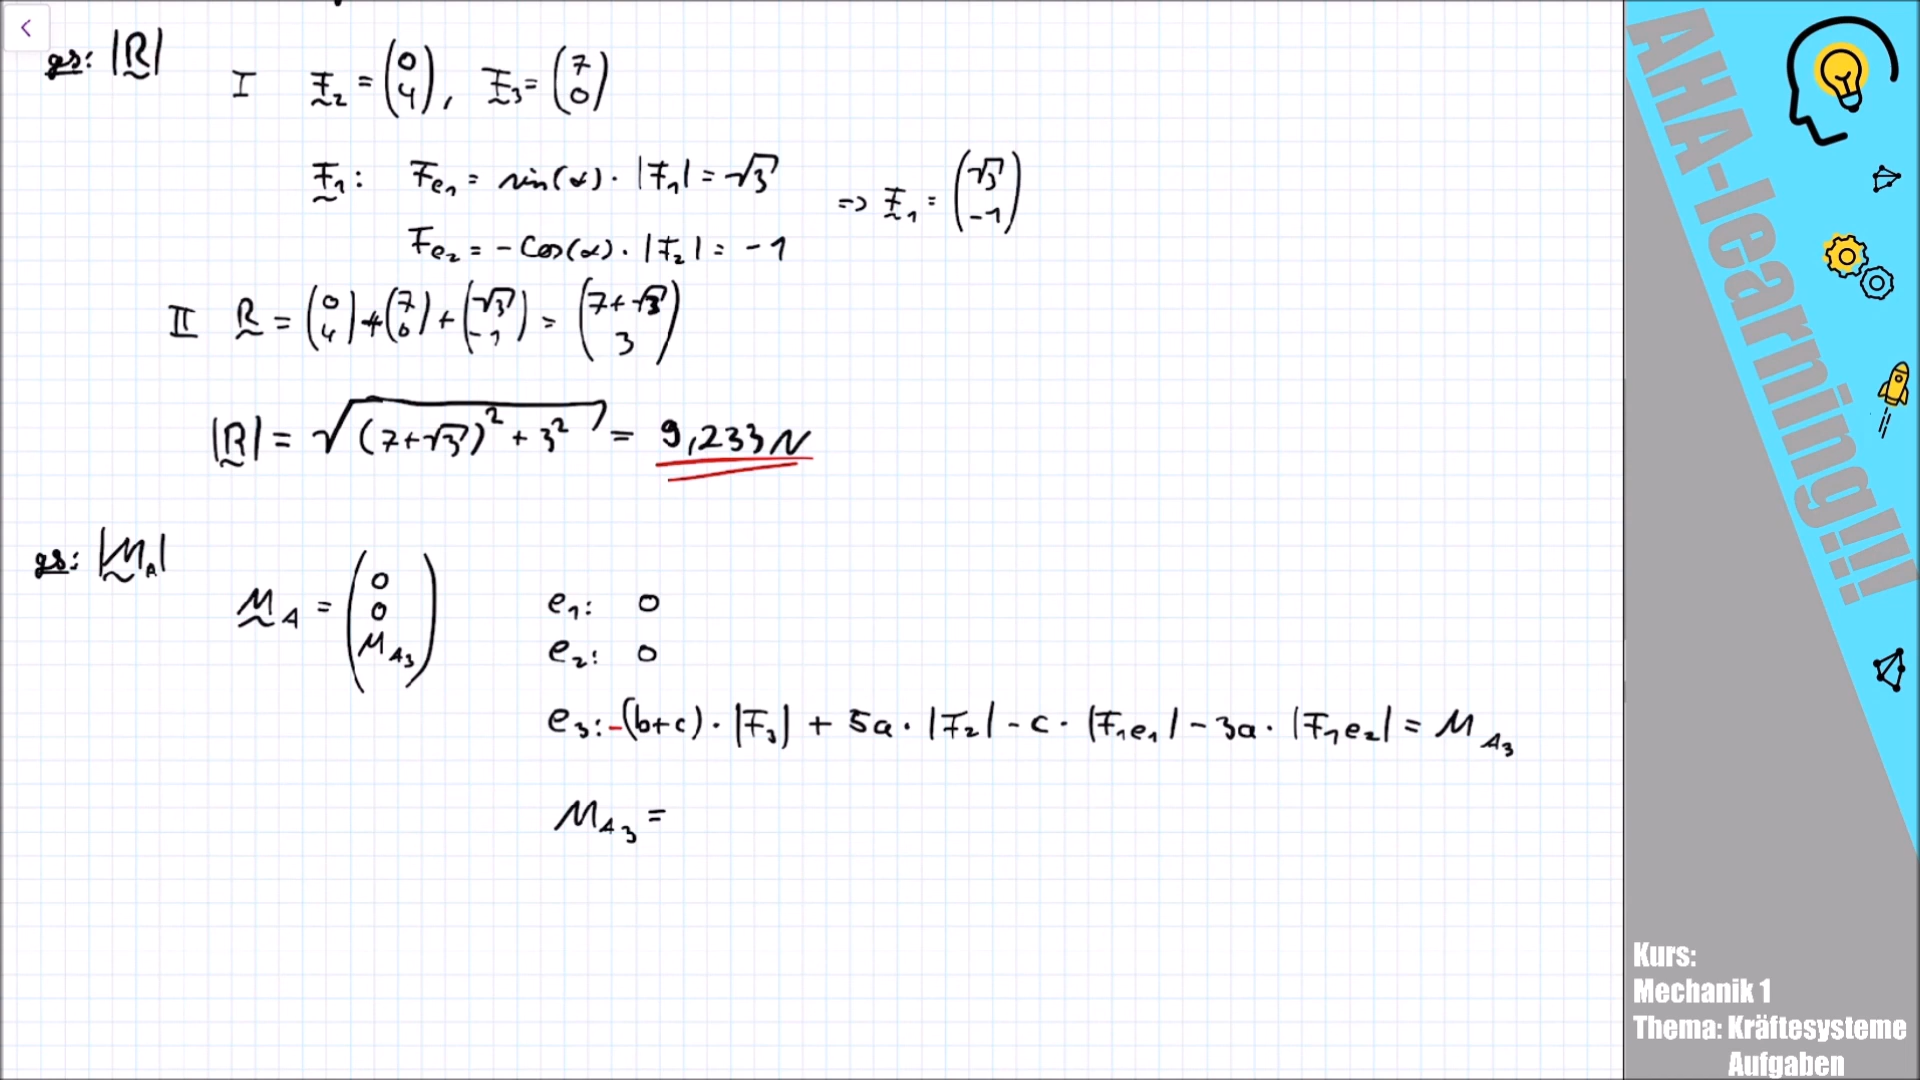 gs: |R|
I F₂ = (0 4), F₃ = (7 0)
F₁: Fe₁ = sin(α) · |F₁| = √3
⇒ F₁ = (√3 -1)
Fe₂ = - cos(α) · |F₂| = -1
II R = (0 4) + (7 0) + (√3 -1) = (7+√3 3)
|R| = √((7+√3)² + 3²) = 9,233 N
gs: |M_A|
M_A = (0 0 M_A₃)
e₁: 0
e₂: 0
e₃: -(b+c) · |F₃| + 5a · |F₂| - c · |F₁e₁| - 3a · |F₁e₂| = M_A₃
M_A₃ =
AHA-learning!!!
Kurs:
Mechanik 1
Thema: Kräftesysteme
Aufgaben